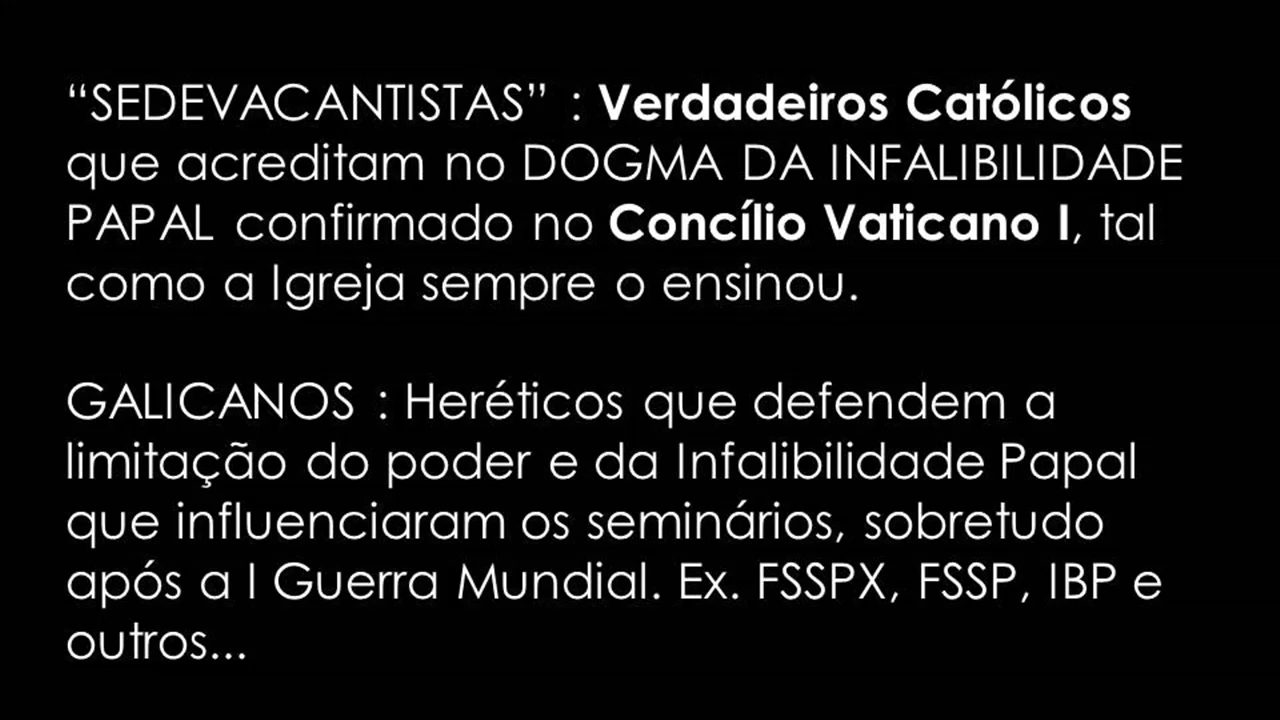 “SEDEVACANTISTAS” : Verdadeiros Católicos
que acreditam no DOGMA DA INFALIBILIDADE
PAPAL confirmado no Concílio Vaticano I, tal
como a Igreja sempre o ensinou.
GALICANOS : Heréticos que defendem a
limitação do poder e da Infalibilidade Papal
que influenciaram os seminários, sobretudo
após a I Guerra Mundial. Ex. FSSPX, FSSP, IBP e
outros...